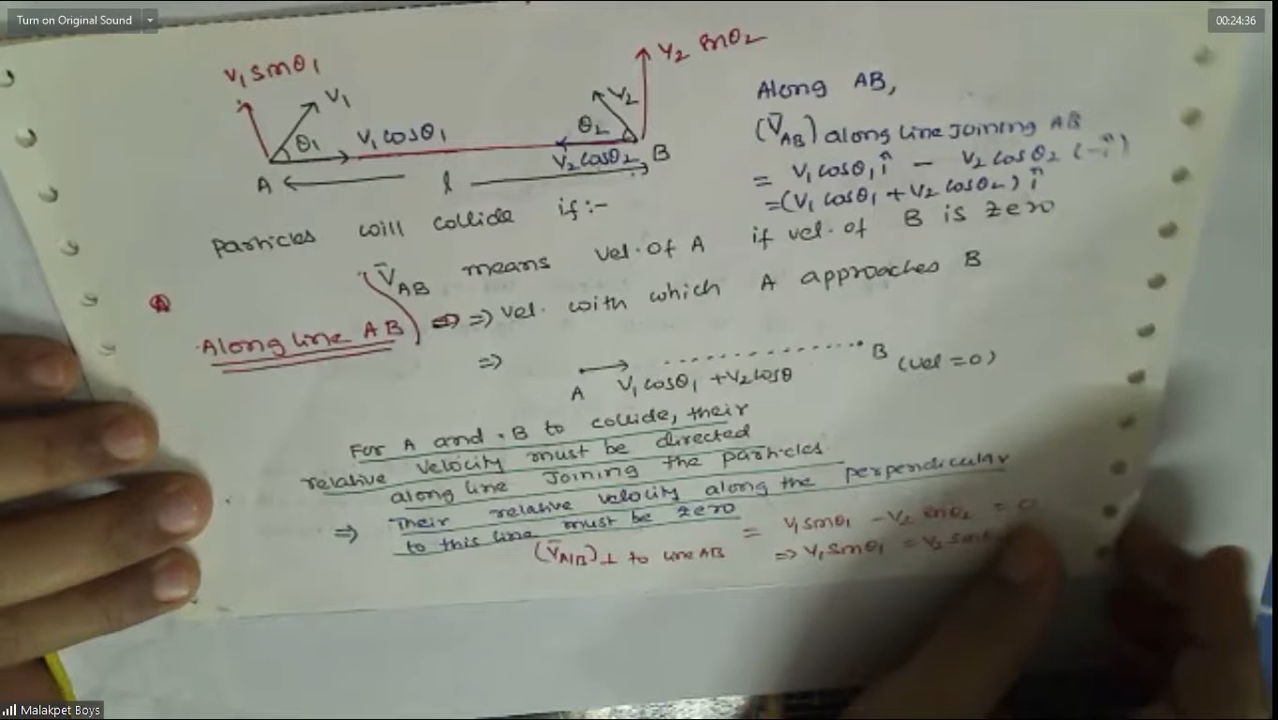 Turn on Original Sound
00:24:36
V₁ sinθ₁
V₁
θ₁
V₁ cosθ₁
A
l
V₂ sinθ₂
V₂
θ₂
V₂ cosθ₂
B
Along AB,
(V̄_AB) along line joining AB
= V₁ cosθ₁ î - V₂ cosθ₂ (-î)
= (V₁ cosθ₁ + V₂ cosθ₂) î
Particles will collide if:-
V̄_AB means vel. of A if vel. of B is zero
Along line AB ⇒ vel. with which A approaches B
⇒ A V₁ cosθ₁ + V₂ cosθ B (vel = 0)
For A and B to collide, their
relative velocity must be directed
along line joining the particles.
⇒ Their relative velocity along the perpendicular
to this line must be zero
(V̄_AB)⊥ to line AB = V₁ sinθ₁ - V₂ sinθ₂ = 0
⇒ V₁ sinθ₁ =
Malakpet Boys